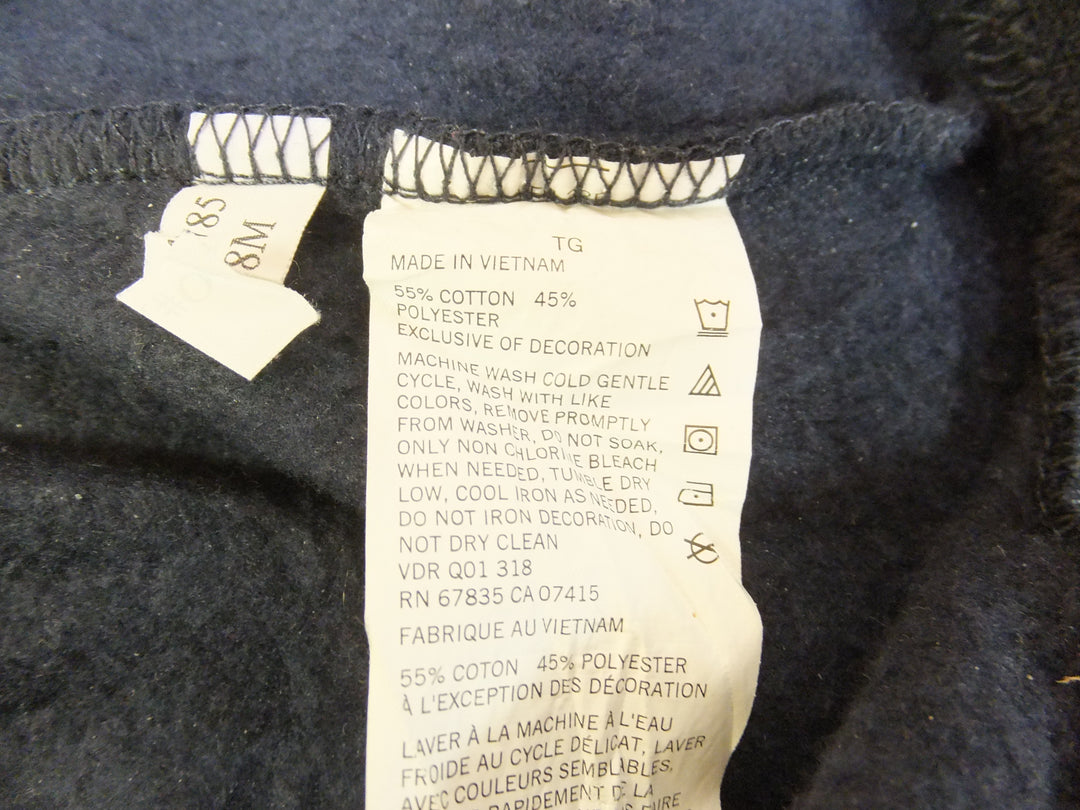 185
8M
TG
MADE IN VIETNAM
55% COTTON 45%
POLYESTER
EXCLUSIVE OF DECORATION
MACHINE WASH COLD GENTLE
CYCLE, WASH WITH LIKE
COLORS, REMOVE PROMPTLY
FROM WASHER, DO NOT SOAK,
ONLY NON CHLORINE BLEACH
WHEN NEEDED, TUMBLE DRY
LOW, COOL IRON AS NEEDED,
DO NOT IRON DECORATION, DO
NOT DRY CLEAN
VDR Q01 318
RN 67835 CA 07415
FABRIQUE AU VIETNAM
55% COTON 45% POLYESTER
À L'EXCEPTION DES DÉCORATION
LAVER À LA MACHINE À L'EAU
FROIDE AU CYCLE DÉLICAT, LAVER
AVEC COULEURS SEMBLABLES,
RAPIDEMENT DE LA